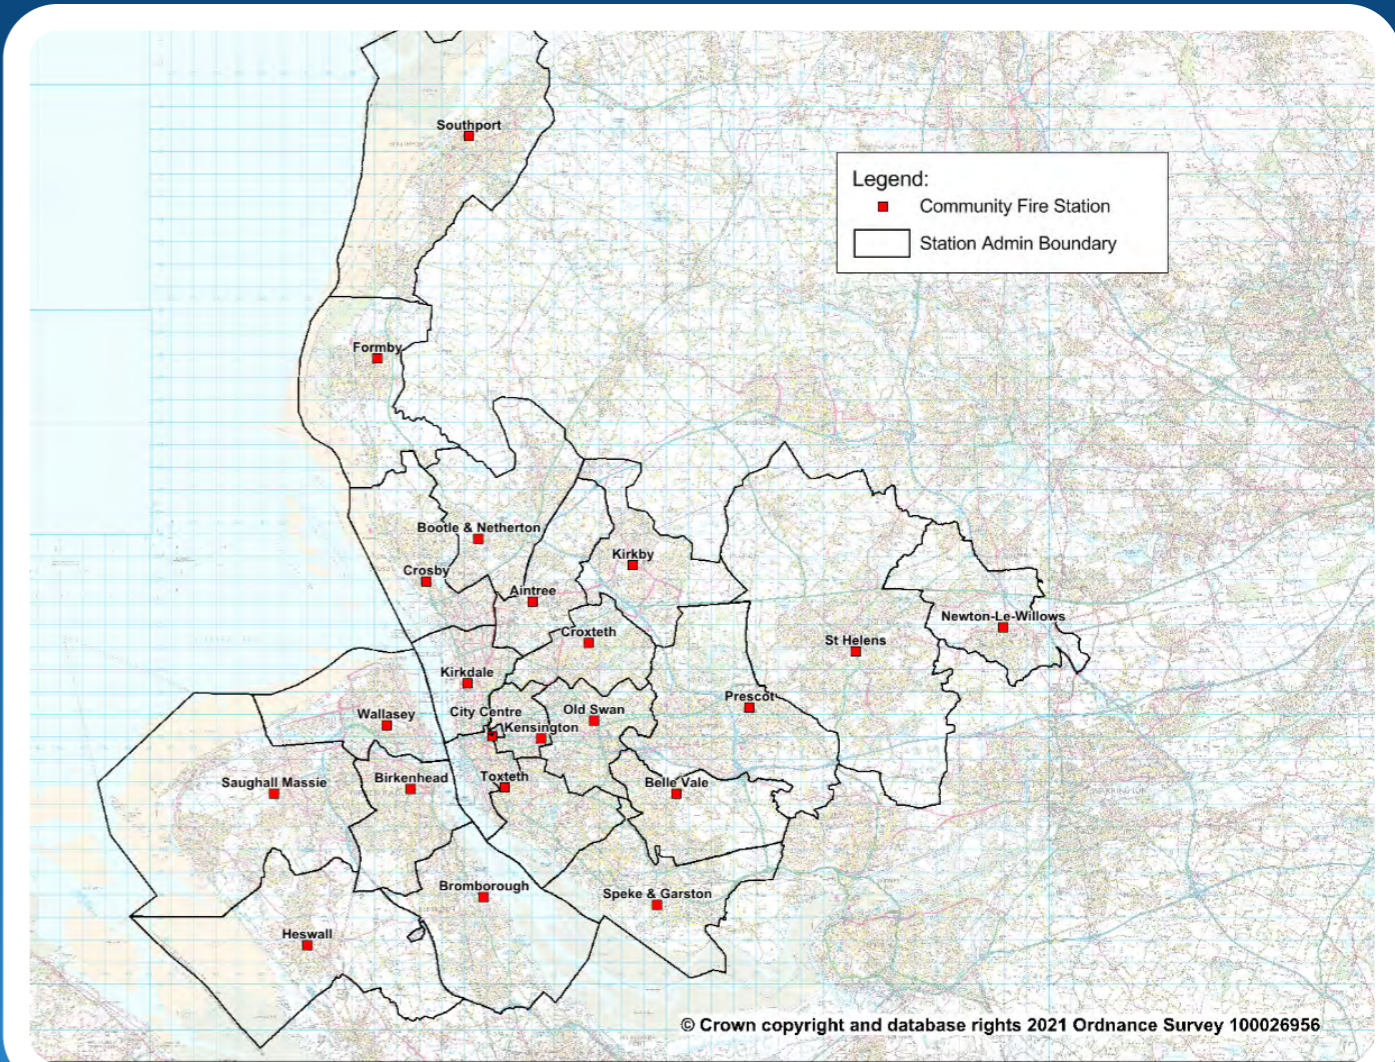 Southport
Legend:
Community Fire Station
Station Admin Boundary
Formby
Bootle & Netherton
Kirkby
Crosby
Aintree
Newton-Le-Willows
Croxteth
St Helens
Kirkdale
Prescot
City Centre
Old Swan
Wallasey
Kensington
Saughall Massie
Birkenhead
Toxteth
Belle Vale
Bromborough
Speke & Garston
Heswall
© Crown copyright and database rights 2021 Ordnance Survey 100026956